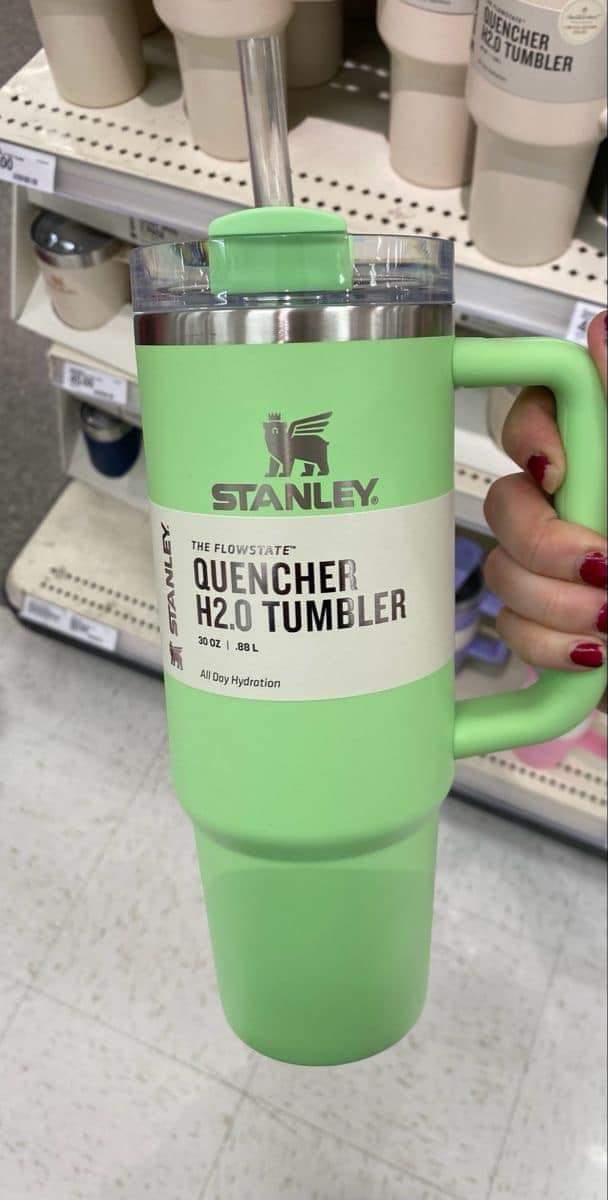 QUENCHER
H2.0 TUMBLER
STANLEY®
STANLEY.
THE FLOWSTATE™
QUENCHER
H2.0 TUMBLER
30 OZ | .88 L
All Day Hydration